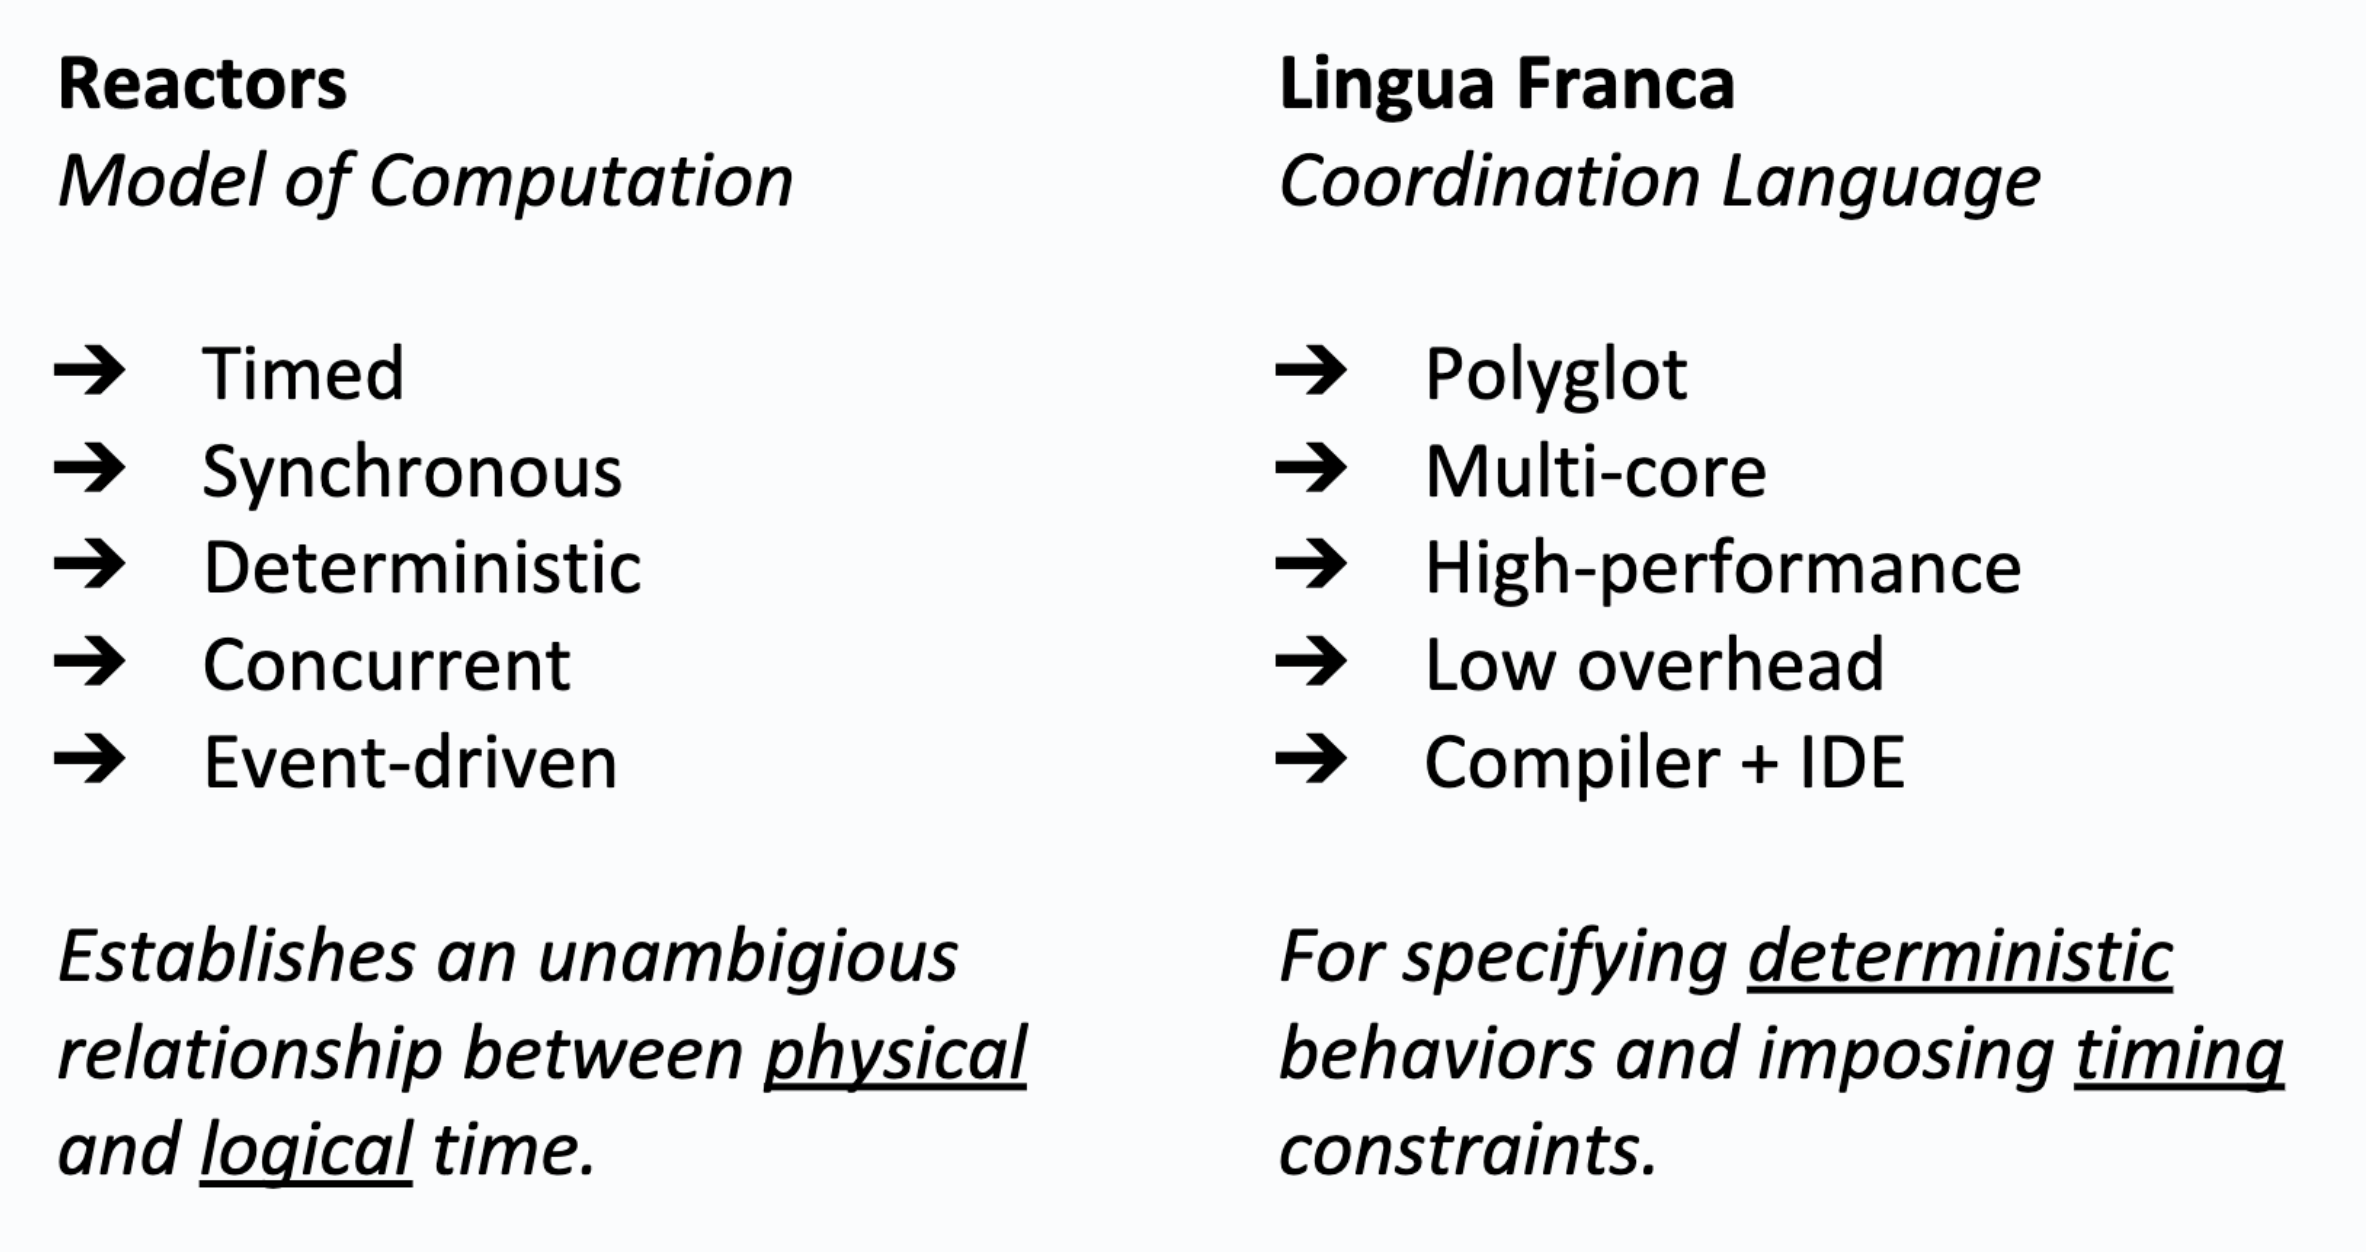 Reactors
Model of Computation
→ Timed
→ Synchronous
→ Deterministic
→ Concurrent
→ Event-driven
Establishes an unambigious
relationship between physical
and logical time.
Lingua Franca
Coordination Language
→ Polyglot
→ Multi-core
→ High-performance
→ Low overhead
→ Compiler + IDE
For specifying deterministic
behaviors and imposing timing
constraints.